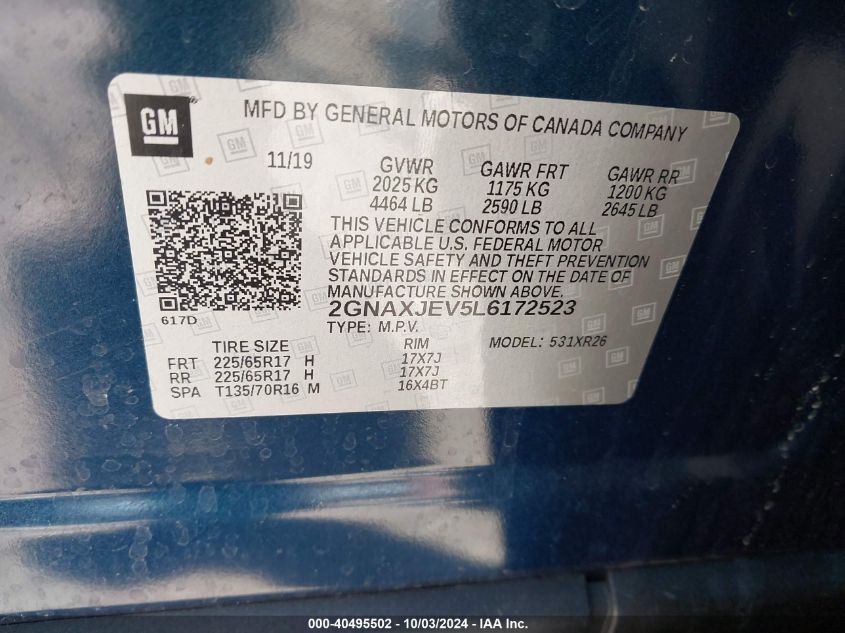 GM
MFD BY GENERAL MOTORS OF CANADA COMPANY
11/19 GVWR GAWR FRT GAWR RR
2025 KG 1175 KG 1200 KG
4464 LB 2590 LB 2645 LB
THIS VEHICLE CONFORMS TO ALL
APPLICABLE U.S. FEDERAL MOTOR
VEHICLE SAFETY AND THEFT PREVENTION
STANDARDS IN EFFECT ON THE DATE OF
MANUFACTURE SHOWN ABOVE.
617D 2GNAXJEV5L6172523
TYPE: M.P.V. MODEL: 531XR26
TIRE SIZE RIM
FRT 225/65R17 H 17X7J
RR 225/65R17 H 17X7J
SPA T135/70R16 M 16X4BT
000-40495502 - 10/03/2024 - IAA Inc.